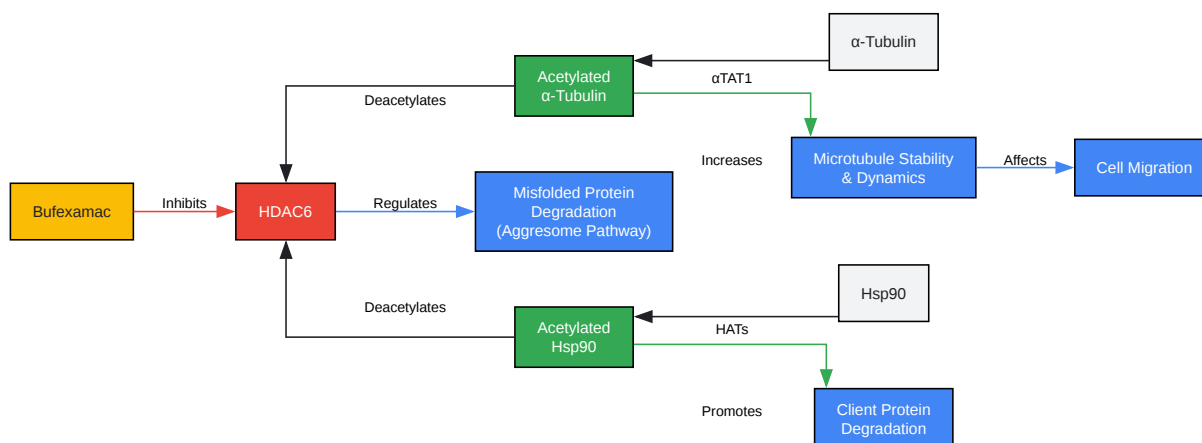 α-Tubulin
Acetylated
α-Tubulin
αTAT1
Deacetylates
Increases
Microtubule Stability
& Dynamics
Affects
Cell Migration
Bufexamac
Inhibits
HDAC6
Regulates
Misfolded Protein
Degradation
(Aggresome Pathway)
Hsp90
Deacetylates
Acetylated
Hsp90
HATs
Promotes
Client Protein
Degradation